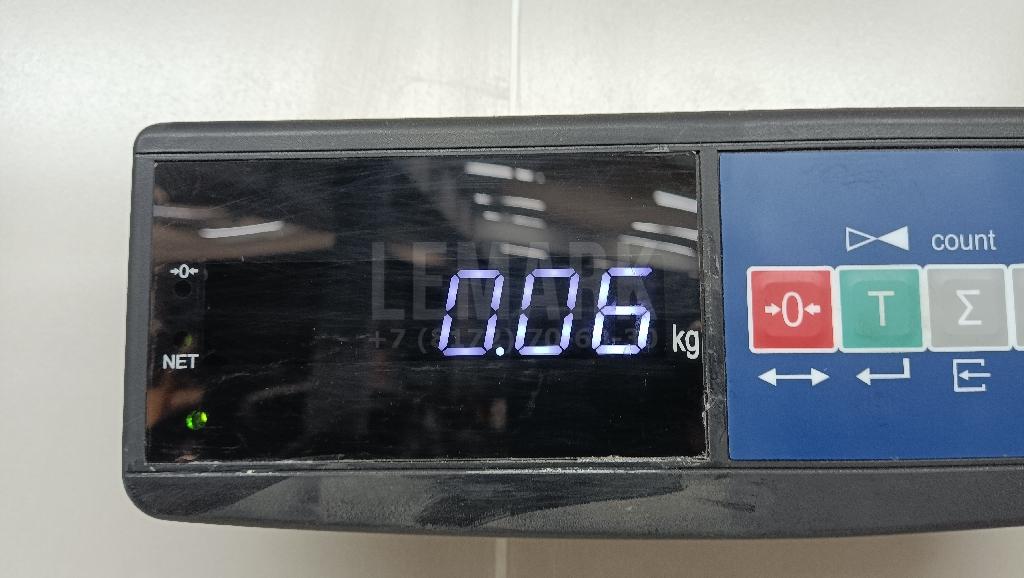 LEMARK
→0←
0.06 kg
NET
count
→0← T Σ